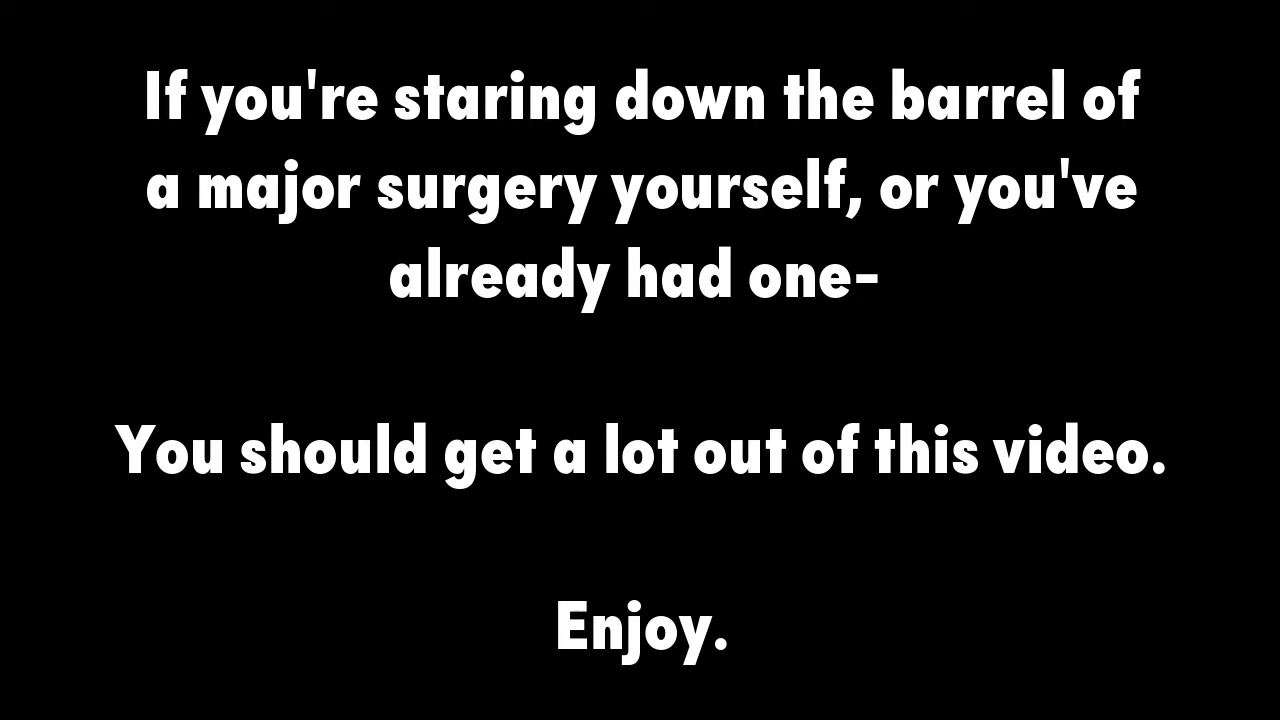 If you're staring down the barrel of
a major surgery yourself, or you've
already had one-
You should get a lot out of this video.
Enjoy.